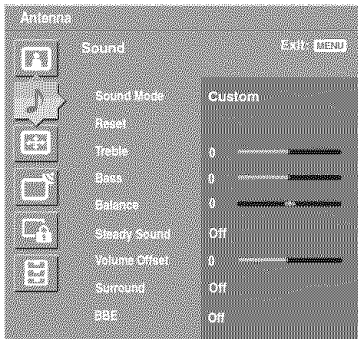 Antenna
Sound Exit: MENU
Sound Mode Custom
Reset
Treble 0
Bass 0
Balance 0
Steady Sound Off
Volume Offset 0
Surround Off
BBE Off